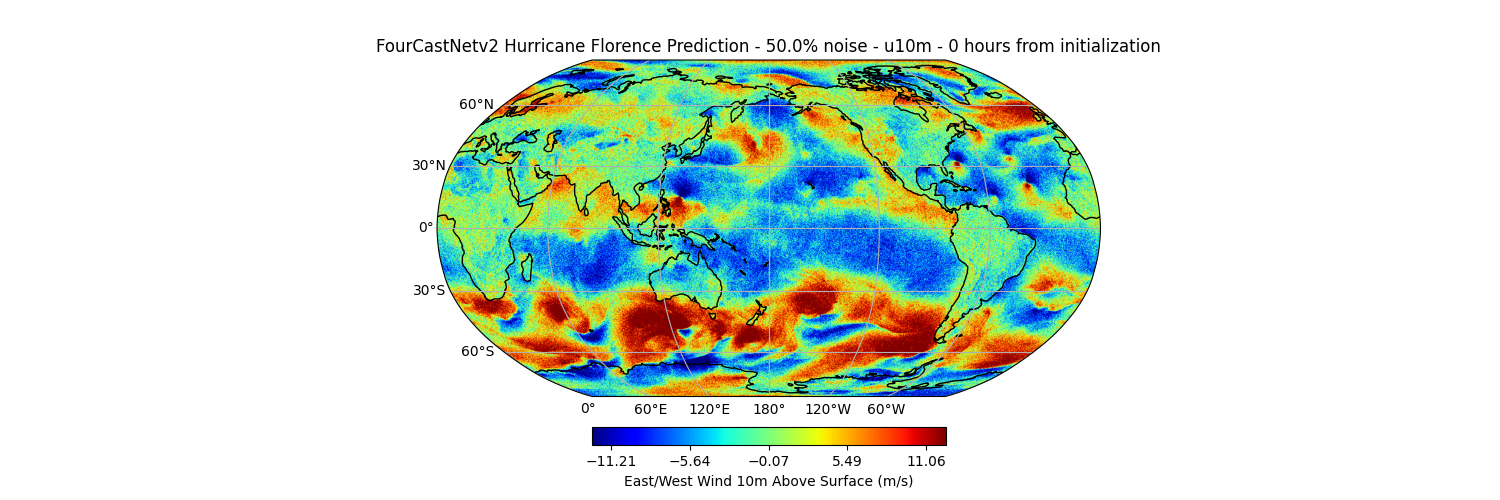 FourCastNetv2 Hurricane Florence Prediction - 50.0% noise - u10m - 0 hours from initialization
60°N
30°N
0°
30°S
60°S
0° 60°E 120°E 180° 120°W 60°W
−11.21 −5.64 −0.07 5.49 11.06
East/West Wind 10m Above Surface (m/s)